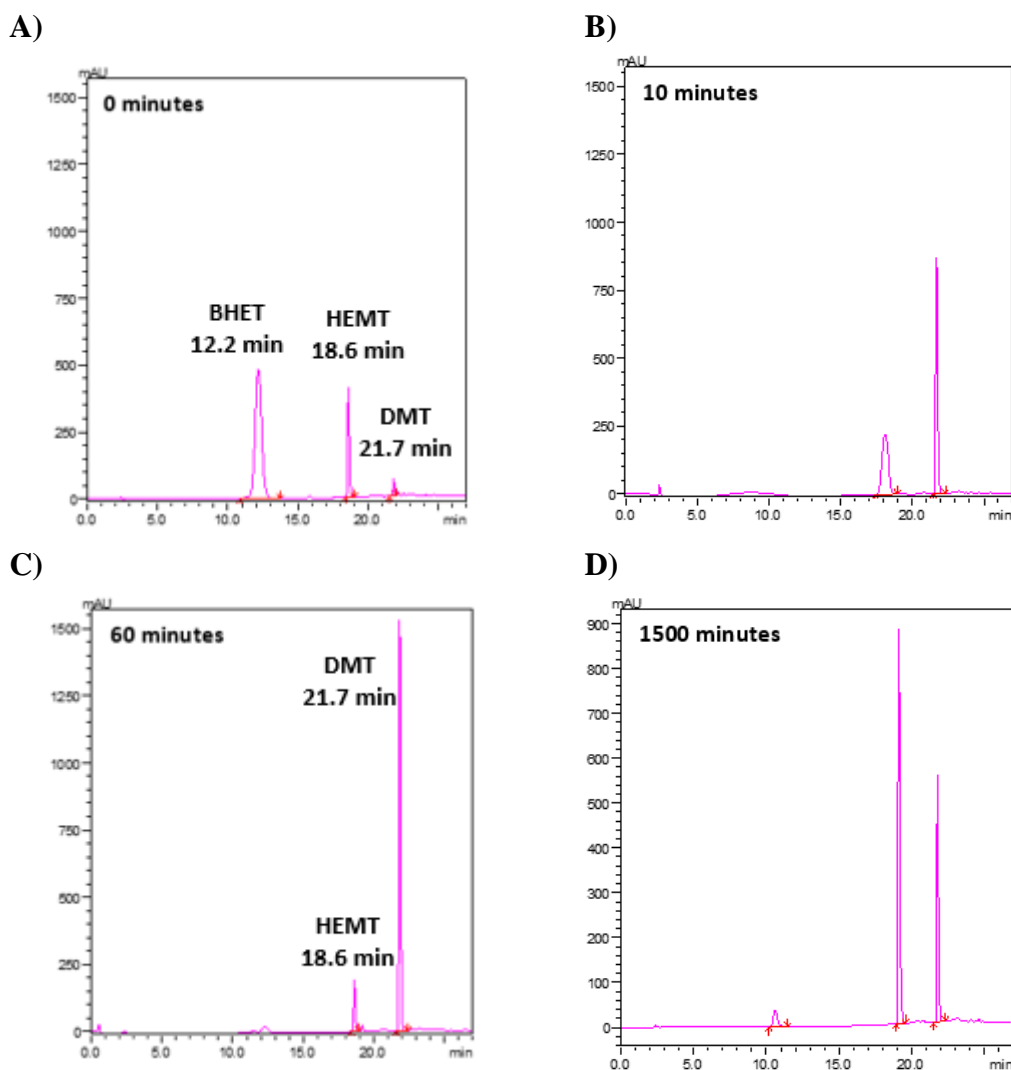 A)
mAU
0 minutes
1500
1250
1000
750
500
250
0
BHET
12.2 min
HEMT
18.6 min
DMT
21.7 min
0.0 5.0 10.0 15.0 20.0 min
B)
mAU
10 minutes
1500
1250
1000
750
500
250
0
0.0 5.0 10.0 15.0 20.0 min
C)
mAU
60 minutes
1500
1250
1000
750
500
250
0
DMT
21.7 min
HEMT
18.6 min
0.0 5.0 10.0 15.0 20.0 min
D)
mAU
1500 minutes
900
800
700
600
500
400
300
200
100
0
0.0 5.0 10.0 15.0 20.0 min